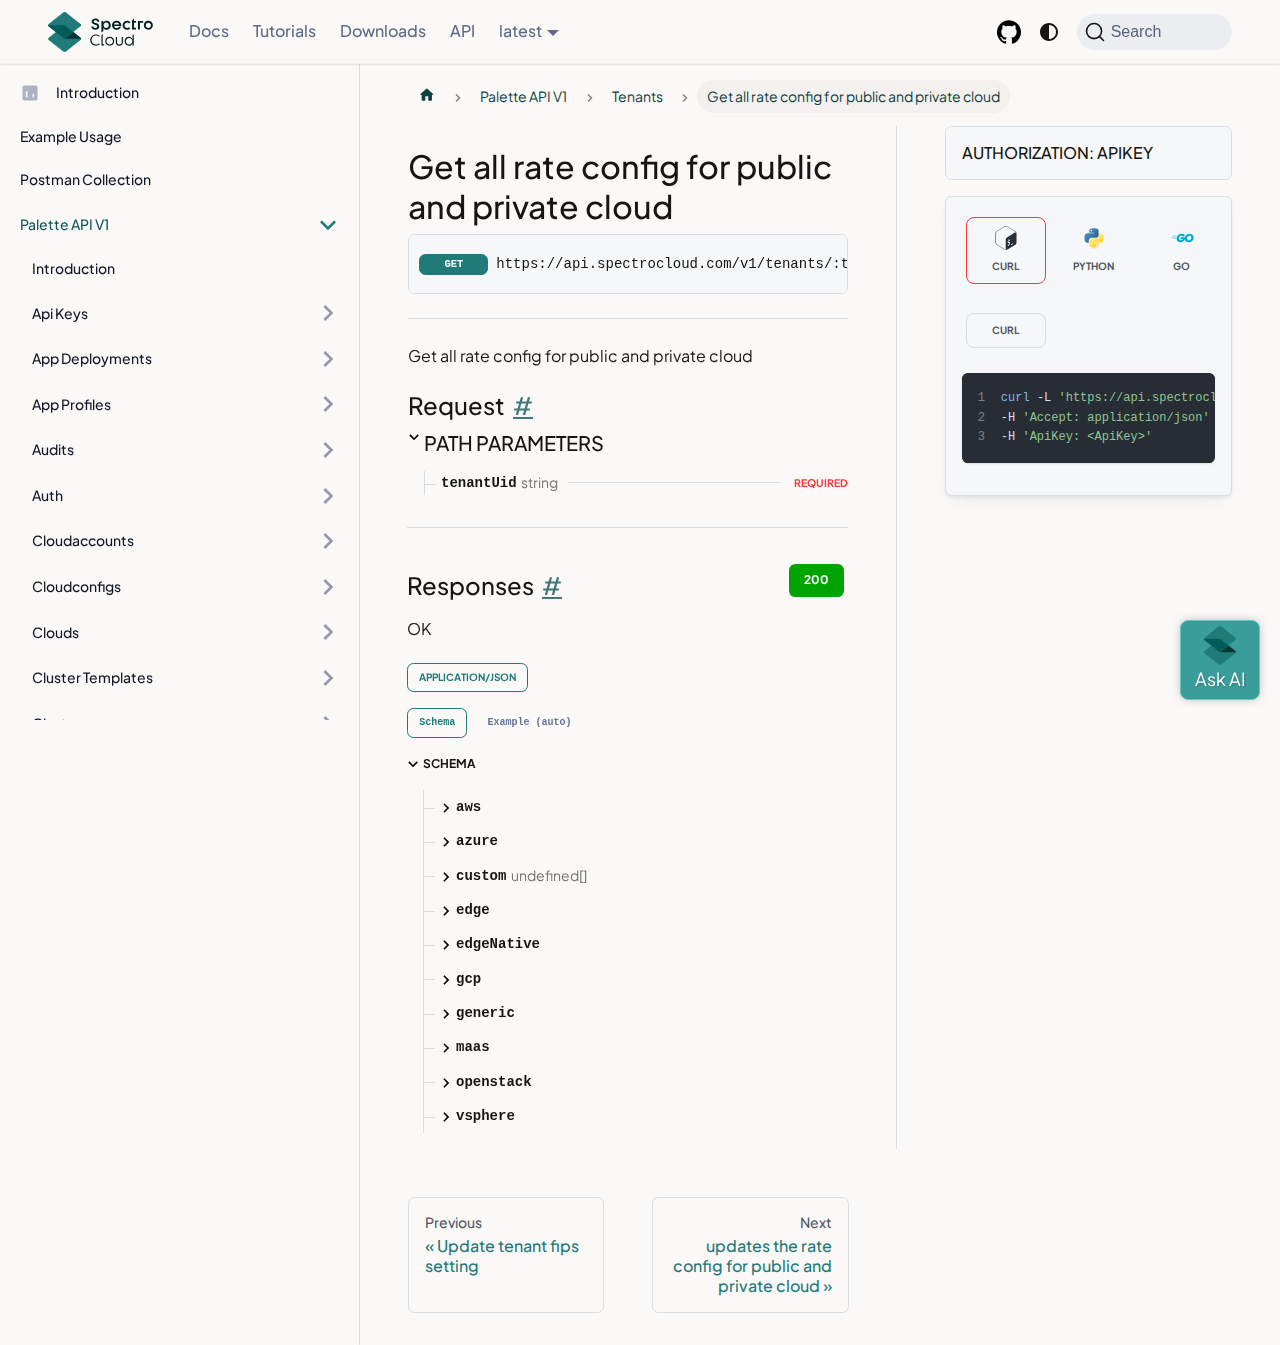 Spectro Cloud
Docs
Tutorials
Downloads
API
latest
Search
Introduction
Example Usage
Postman Collection
Palette API V1
Introduction
Api Keys
App Deployments
App Profiles
Audits
Auth
Cloudaccounts
Cloudconfigs
Clouds
Cluster Templates
Palette API V1
Tenants
Get all rate config for public and private cloud
Get all rate config for public
and private cloud
GET https://api.spectrocloud.com/v1/tenants/:t
Get all rate config for public and private cloud
Request #
PATH PARAMETERS
tenantUid string REQUIRED
Responses #
200
OK
APPLICATION/JSON
Schema
Example (auto)
SCHEMA
aws
azure
custom undefined[]
edge
edgeNative
gcp
generic
maas
openstack
vsphere
Previous
« Update tenant fips
setting
Next
updates the rate
config for public and
private cloud »
AUTHORIZATION: APIKEY
CURL
PYTHON
GO
CURL
1 curl -L 'https://api.spectrocl
2 -H 'Accept: application/json'
3 -H 'ApiKey: <ApiKey>'
Ask AI